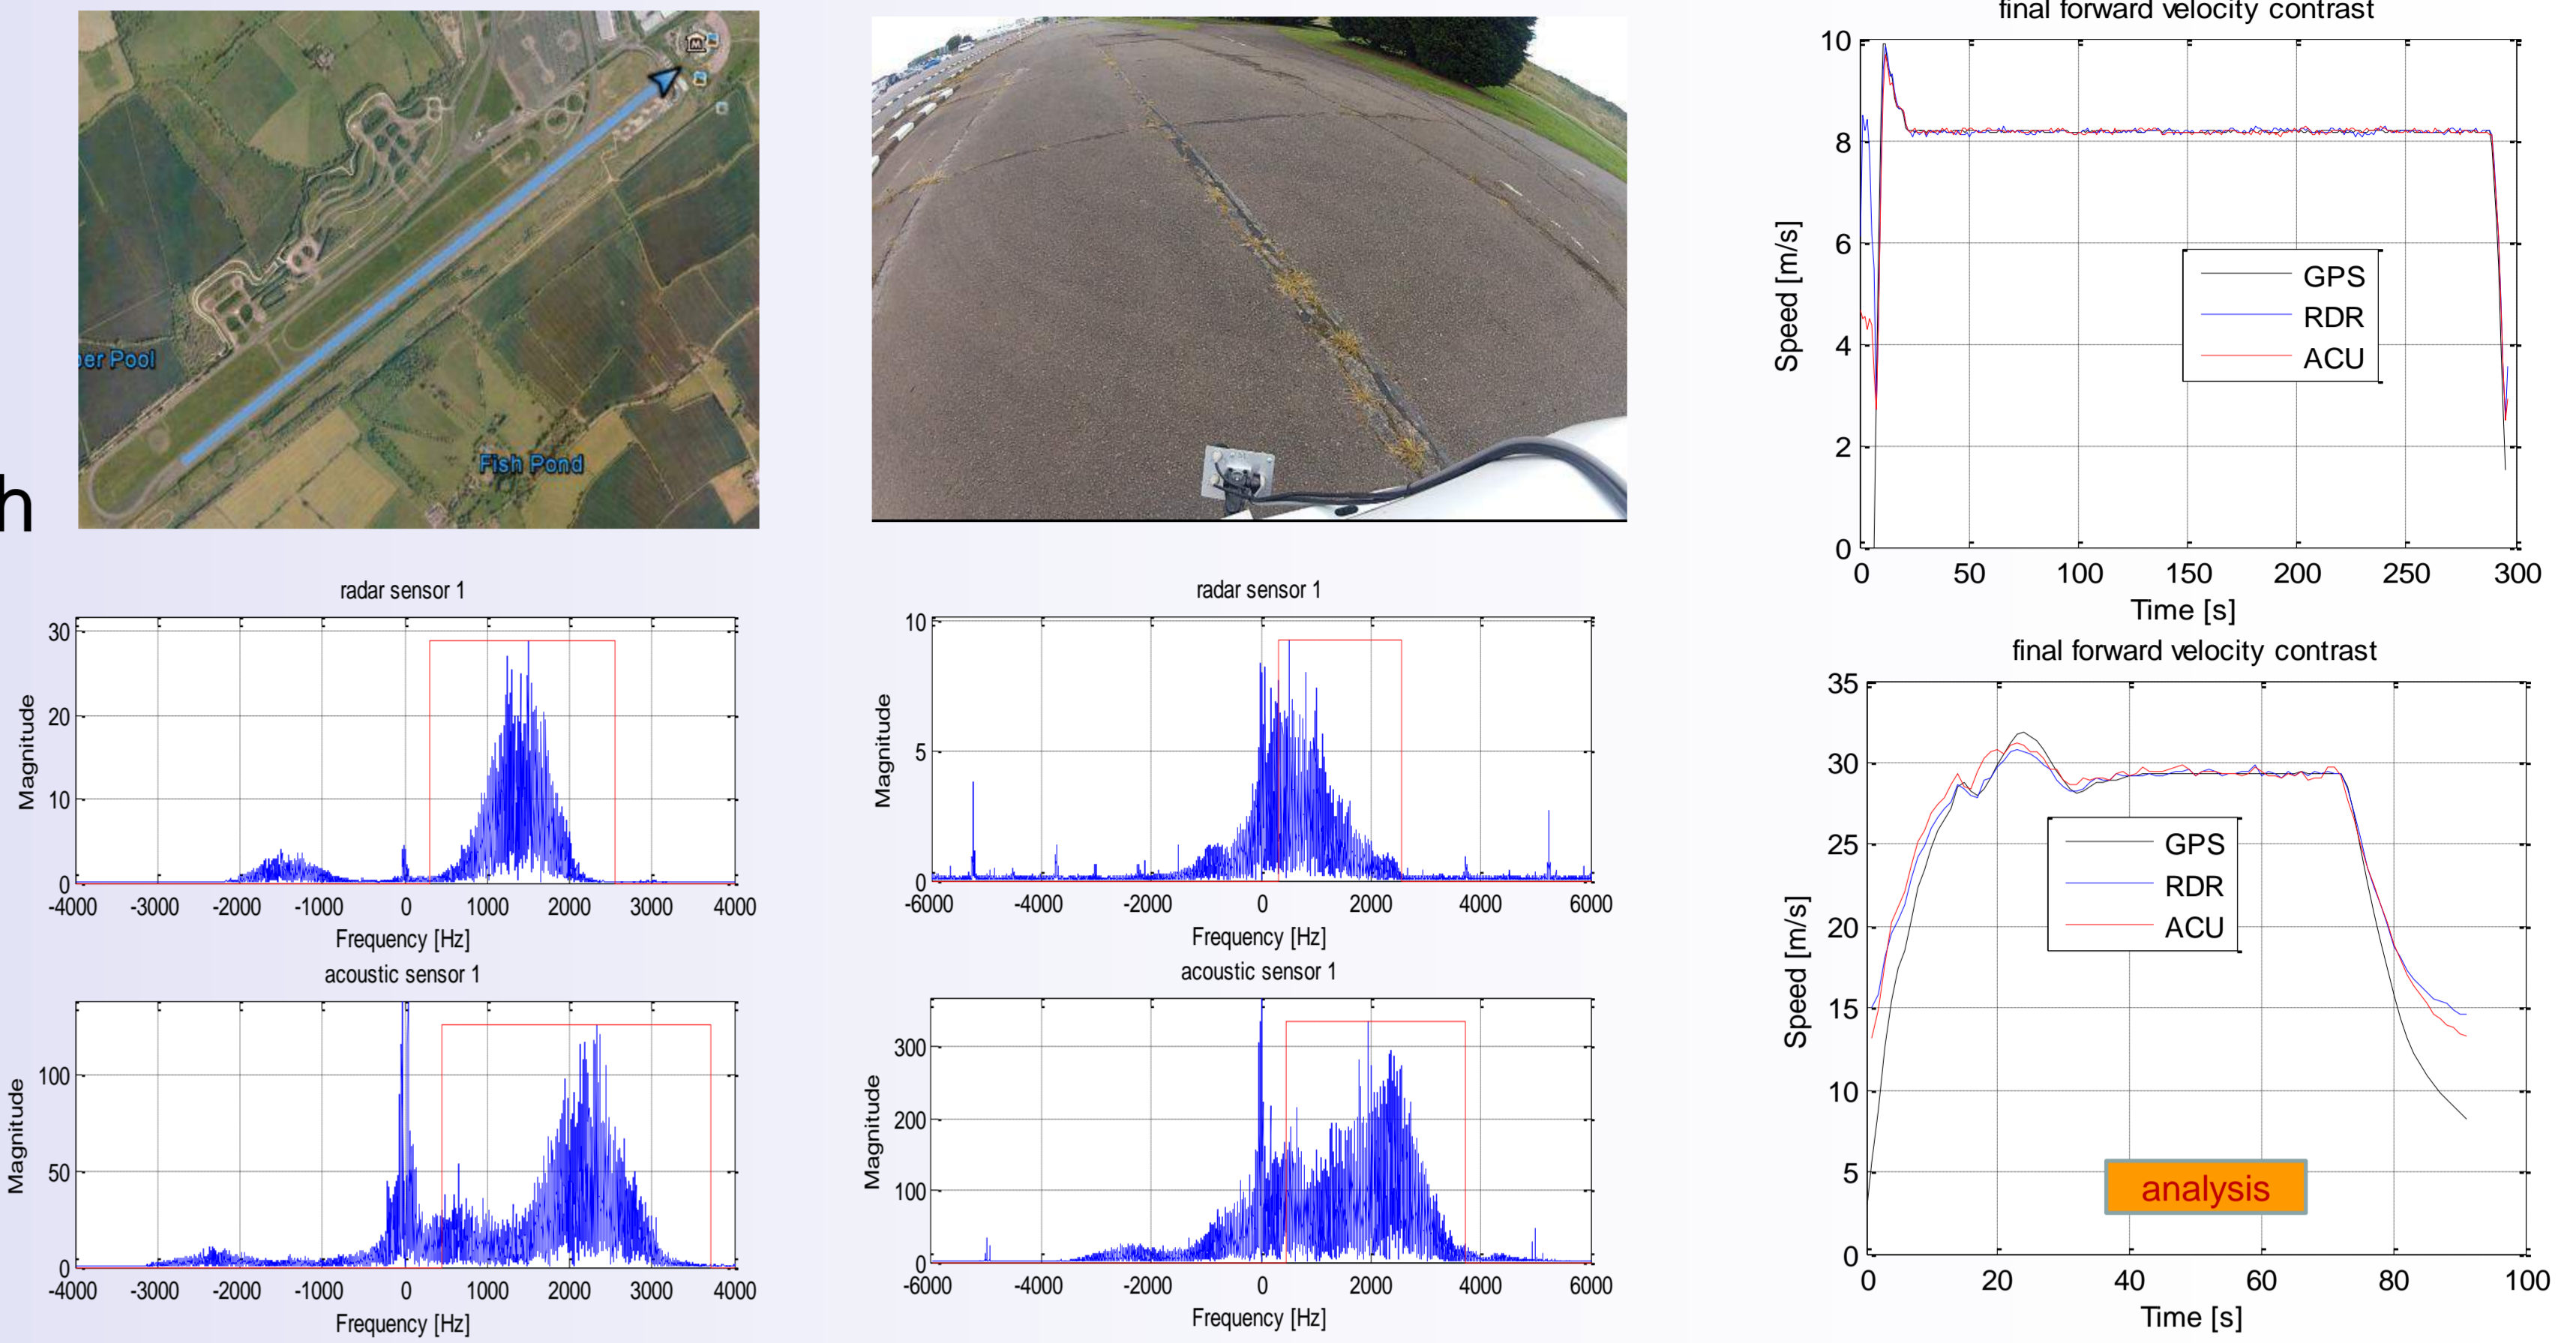 h
er Pool
Fish Pond
M
final forward velocity contrast
10
8
6
4
2
0
Speed [m/s]
GPS
RDR
ACU
0 50 100 150 200 250 300
Time [s]
radar sensor 1
30
20
10
0
Magnitude
-4000 -3000 -2000 -1000 0 1000 2000 3000 4000
Frequency [Hz]
radar sensor 1
10
5
0
Magnitude
-6000 -4000 -2000 0 2000 4000 6000
Frequency [Hz]
final forward velocity contrast
35
30
25
20
15
10
5
0
Speed [m/s]
GPS
RDR
ACU
analysis
0 20 40 60 80 100
Time [s]
acoustic sensor 1
100
50
0
Magnitude
-4000 -3000 -2000 -1000 0 1000 2000 3000 4000
Frequency [Hz]
acoustic sensor 1
300
200
100
0
Magnitude
-6000 -4000 -2000 0 2000 4000 6000
Frequency [Hz]